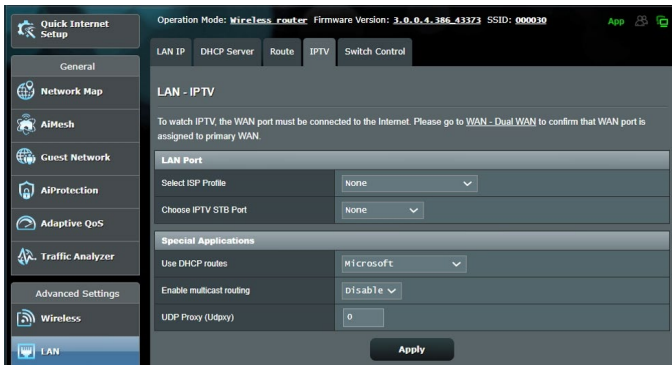 Quick Internet
Setup
General
Network Map
AiMesh
Guest Network
AiProtection
Adaptive QoS
Traffic Analyzer
Advanced Settings
Wireless
LAN
Operation Mode: Wireless router Firmware Version: 3.0.0.4.386_43373 SSID: 000030
App
LAN IP DHCP Server Route IPTV Switch Control
LAN - IPTV
To watch IPTV, the WAN port must be connected to the Internet. Please go to WAN - Dual WAN to confirm that WAN port is
assigned to primary WAN.
LAN Port
Select ISP Profile None
Choose IPTV STB Port None
Special Applications
Use DHCP routes Microsoft
Enable multicast routing Disable
UDP Proxy (Udpxy) 0
Apply